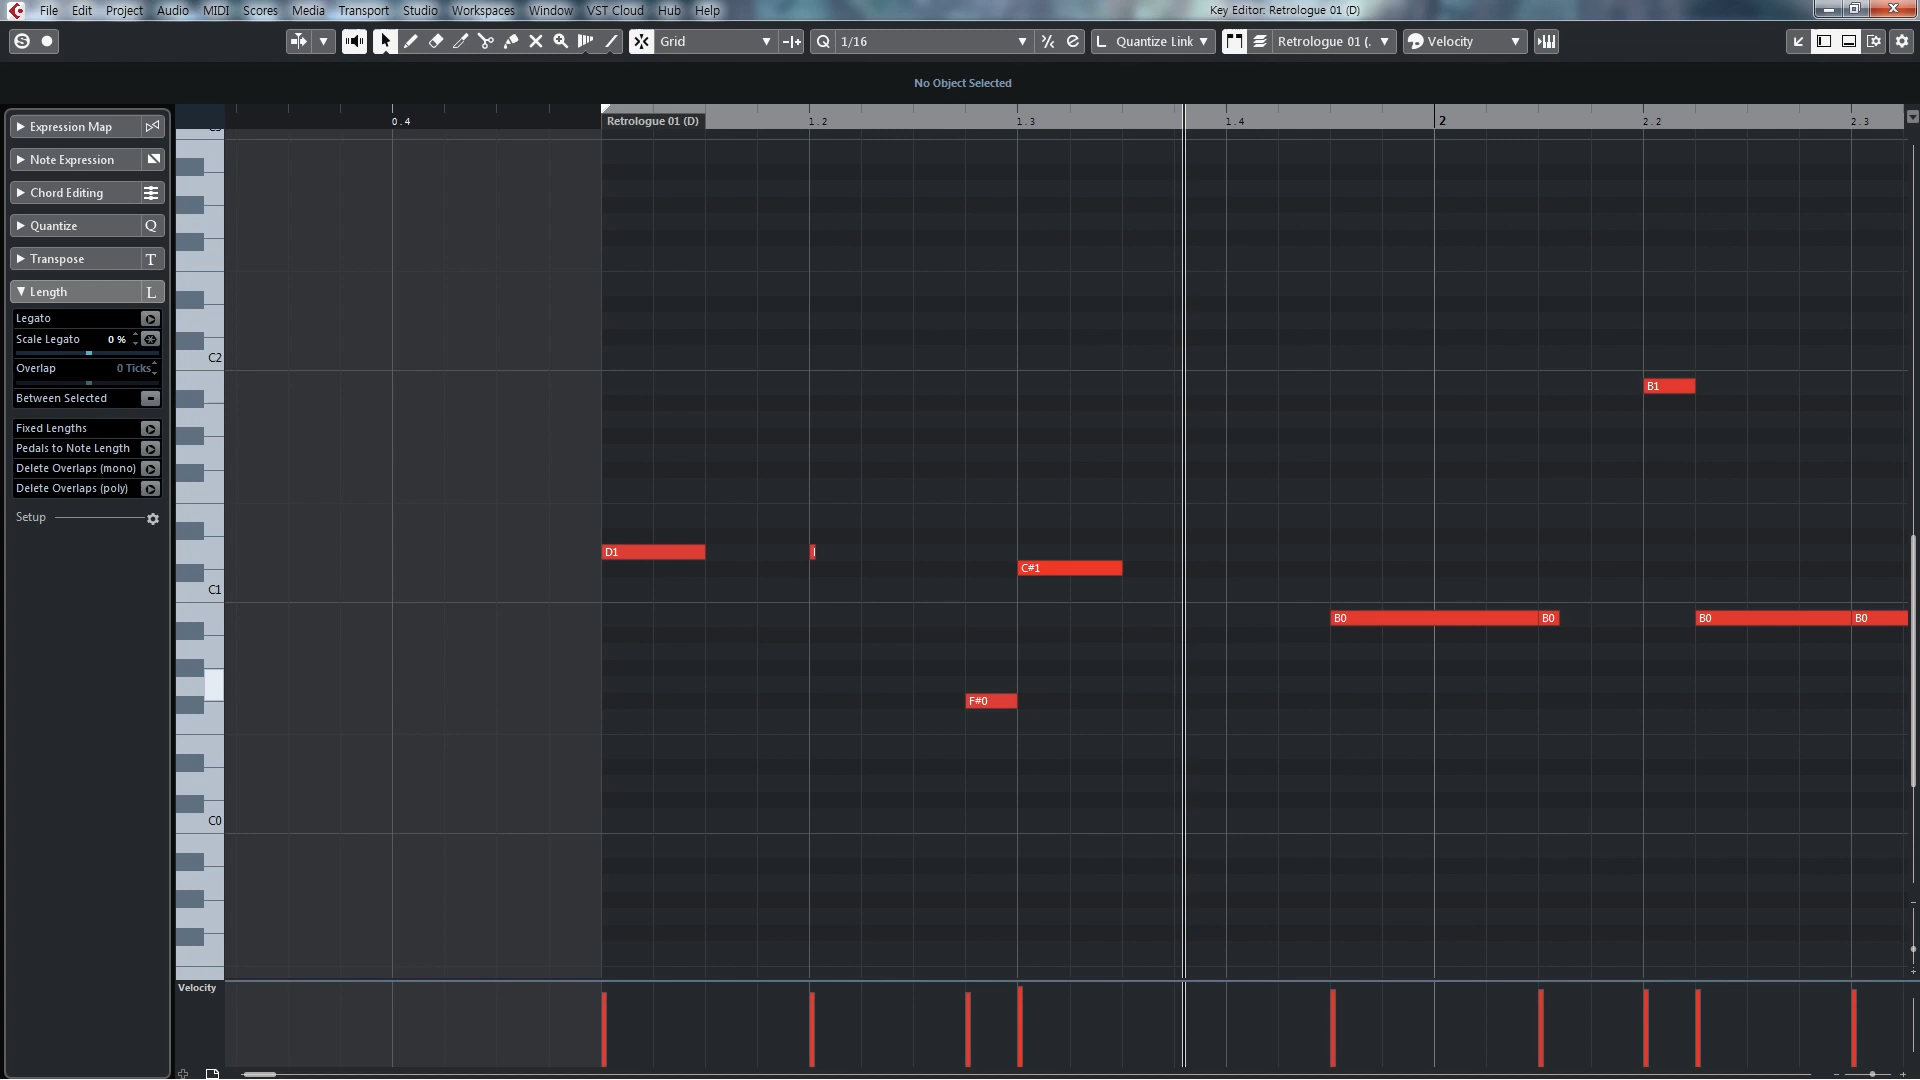 File Edit Project Audio MIDI Scores Media Transport Studio Workspaces Window VST Cloud Hub Help Key Editor: Retrologue 01 (D)
Grid 1/16 Quantize Link Retrologue 01 (. Velocity
No Object Selected
0.4 Retrologue 01 (D) 1.2 1.3 1.4 2 2.2 2.3
Expression Map
Note Expression
Chord Editing
Quantize Q
Transpose T
Length L
Legato
Scale Legato 0 %
Overlap 0 Ticks
Between Selected
Fixed Lengths
Pedals to Note Length
Delete Overlaps (mono)
Delete Overlaps (poly)
Setup
C2
B1
D1
C#1
C1
B0 B0 B0 B0
F#0
C0
Velocity